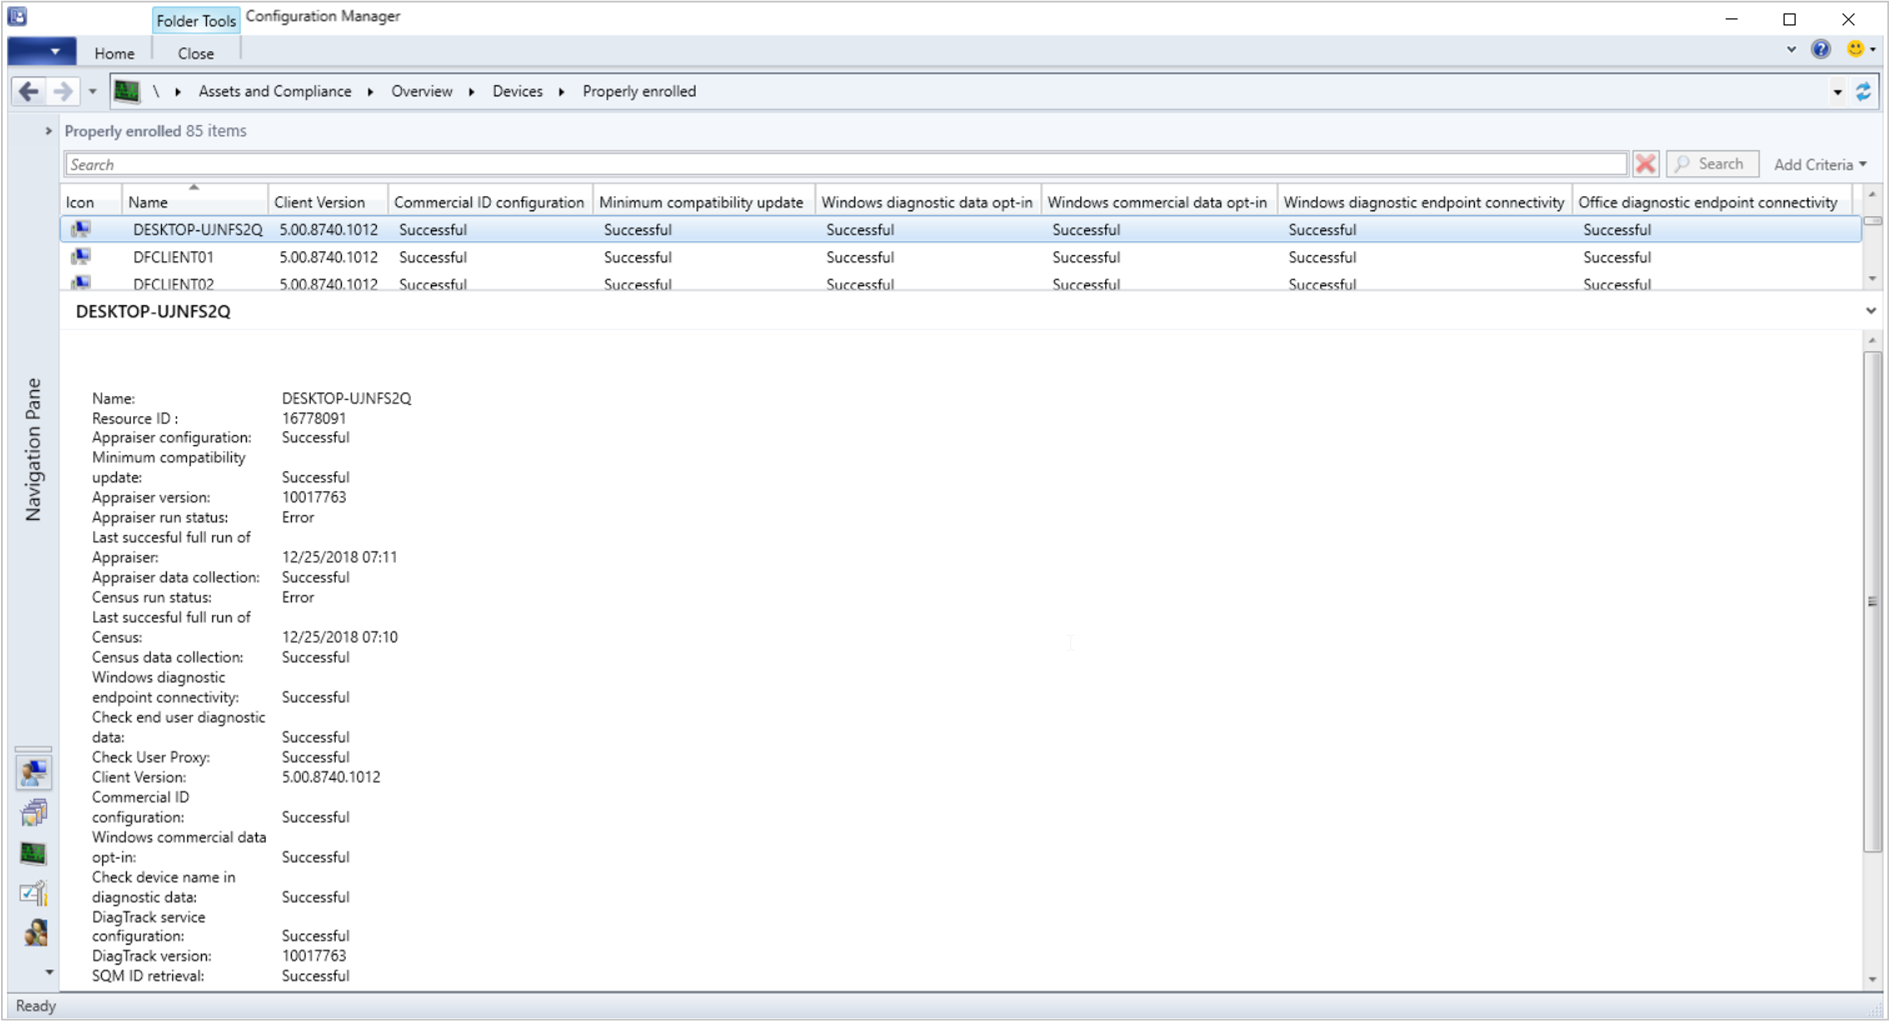 Folder Tools Configuration Manager
Home Close
\ Assets and Compliance Overview Devices Properly enrolled
Properly enrolled 85 items
Search Search Add Criteria
Icon Name Client Version Commercial ID configuration Minimum compatibility update Windows diagnostic data opt-in Windows commercial data opt-in Windows diagnostic endpoint connectivity Office diagnostic endpoint connectivity
DESKTOP-UJNFS2Q 5.00.8740.1012 Successful Successful Successful Successful Successful Successful
DFCLIENT01 5.00.8740.1012 Successful Successful Successful Successful Successful Successful
DFCLIENT02 5.00.8740.1012 Successful Successful Successful Successful Successful Successful
DESKTOP-UJNFS2Q
Navigation Pane
Name: DESKTOP-UJNFS2Q
Resource ID : 16778091
Appraiser configuration: Successful
Minimum compatibility
update: Successful
Appraiser version: 10017763
Appraiser run status: Error
Last succesful full run of
Appraiser: 12/25/2018 07:11
Appraiser data collection: Successful
Census run status: Error
Last succesful full run of
Census: 12/25/2018 07:10
Census data collection: Successful
Windows diagnostic
endpoint connectivity: Successful
Check end user diagnostic
data: Successful
Check User Proxy: Successful
Client Version: 5.00.8740.1012
Commercial ID
configuration: Successful
Windows commercial data
opt-in: Successful
Check device name in
diagnostic data: Successful
DiagTrack service
configuration: Successful
DiagTrack version: 10017763
SQM ID retrieval: Successful
Ready